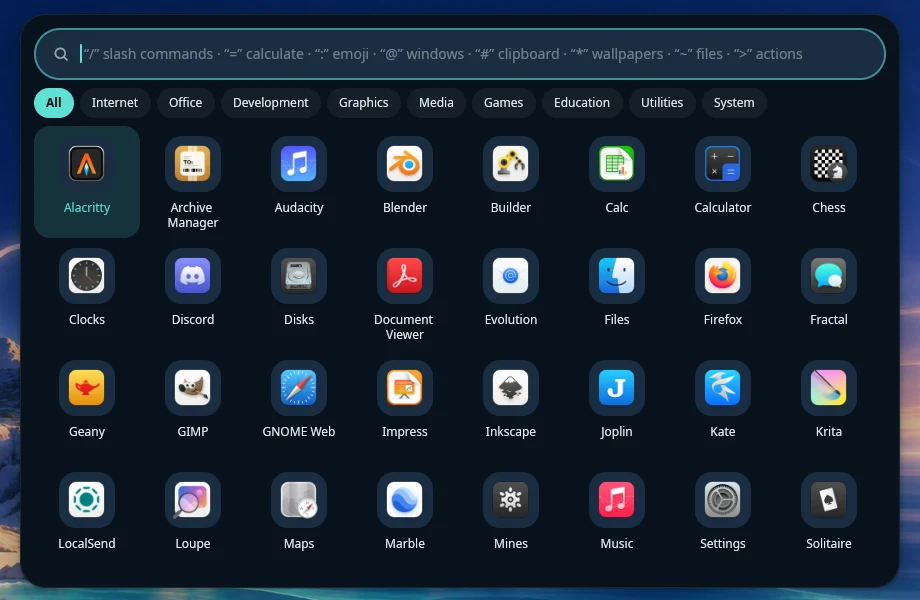 “/” slash commands · “=” calculate · “:” emoji · “@” windows · “#” clipboard · “*” wallpapers · “~” files · “>” actions
All Internet Office Development Graphics Media Games Education Utilities System
TO:
Alacritty Archive Manager Audacity Blender Builder Calc Calculator Chess
Clocks Discord Disks Document Viewer Evolution Files Firefox Fractal
J
Geany GIMP GNOME Web Impress Inkscape Joplin Kate Krita
LocalSend Loupe Maps Marble Mines Music Settings Solitaire